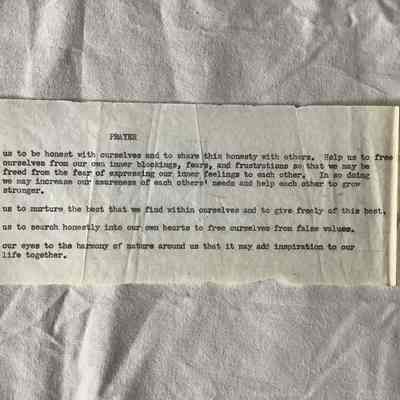 PRAYER
us to be honest with ourselves and to share this honesty with others. Help us to free
ourselves from our own inner blockings, fears, and frustrations so that we may be
freed from the fear of expressing our inner feelings to each other. In so doing
we may increase our awareness of each others' needs and help each other to grow
stronger.
us to nurture the best that we find within ourselves and to give freely of this best.
us to search honestly into our own hearts to free ourselves from false values.
our eyes to the harmony of nature around us that it may add inspiration to our
life together.